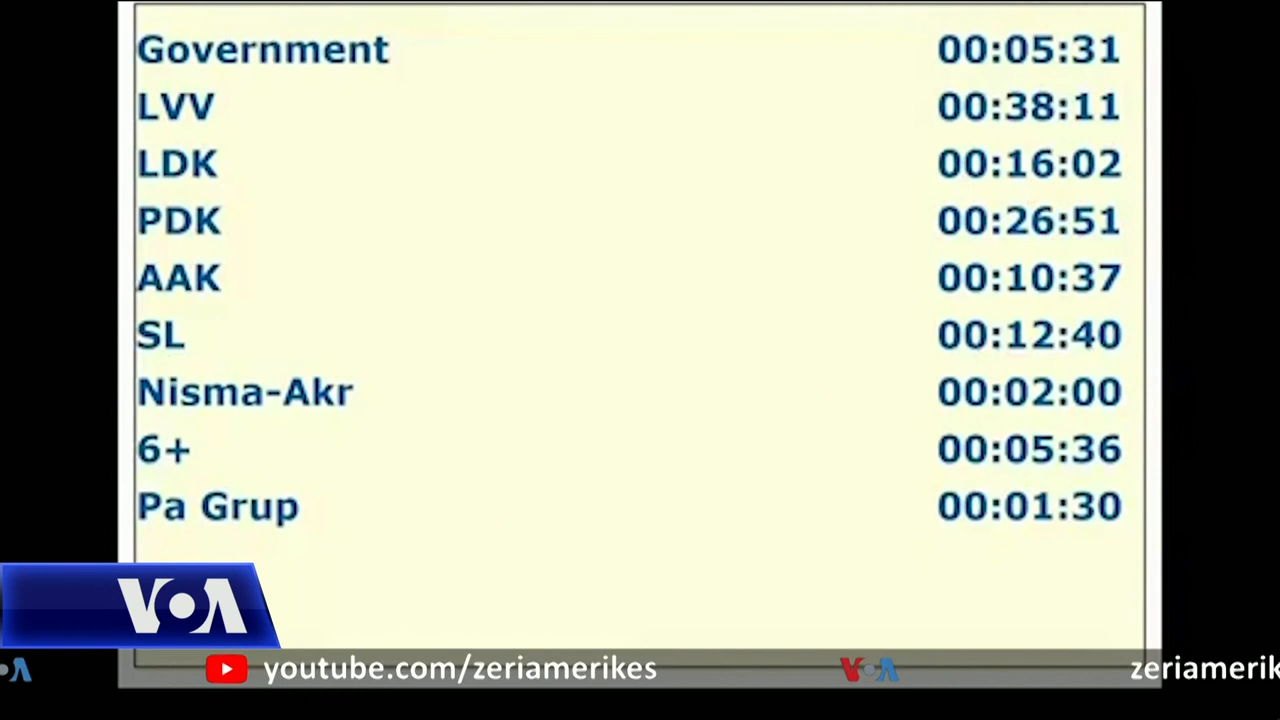 Government 00:05:31
LVV 00:38:11
LDK 00:16:02
PDK 00:26:51
AAK 00:10:37
SL 00:12:40
Nisma-Akr 00:02:00
6+ 00:05:36
Pa Grup 00:01:30
VOA
youtube.com/zeriamerikes VOA zeriamerik